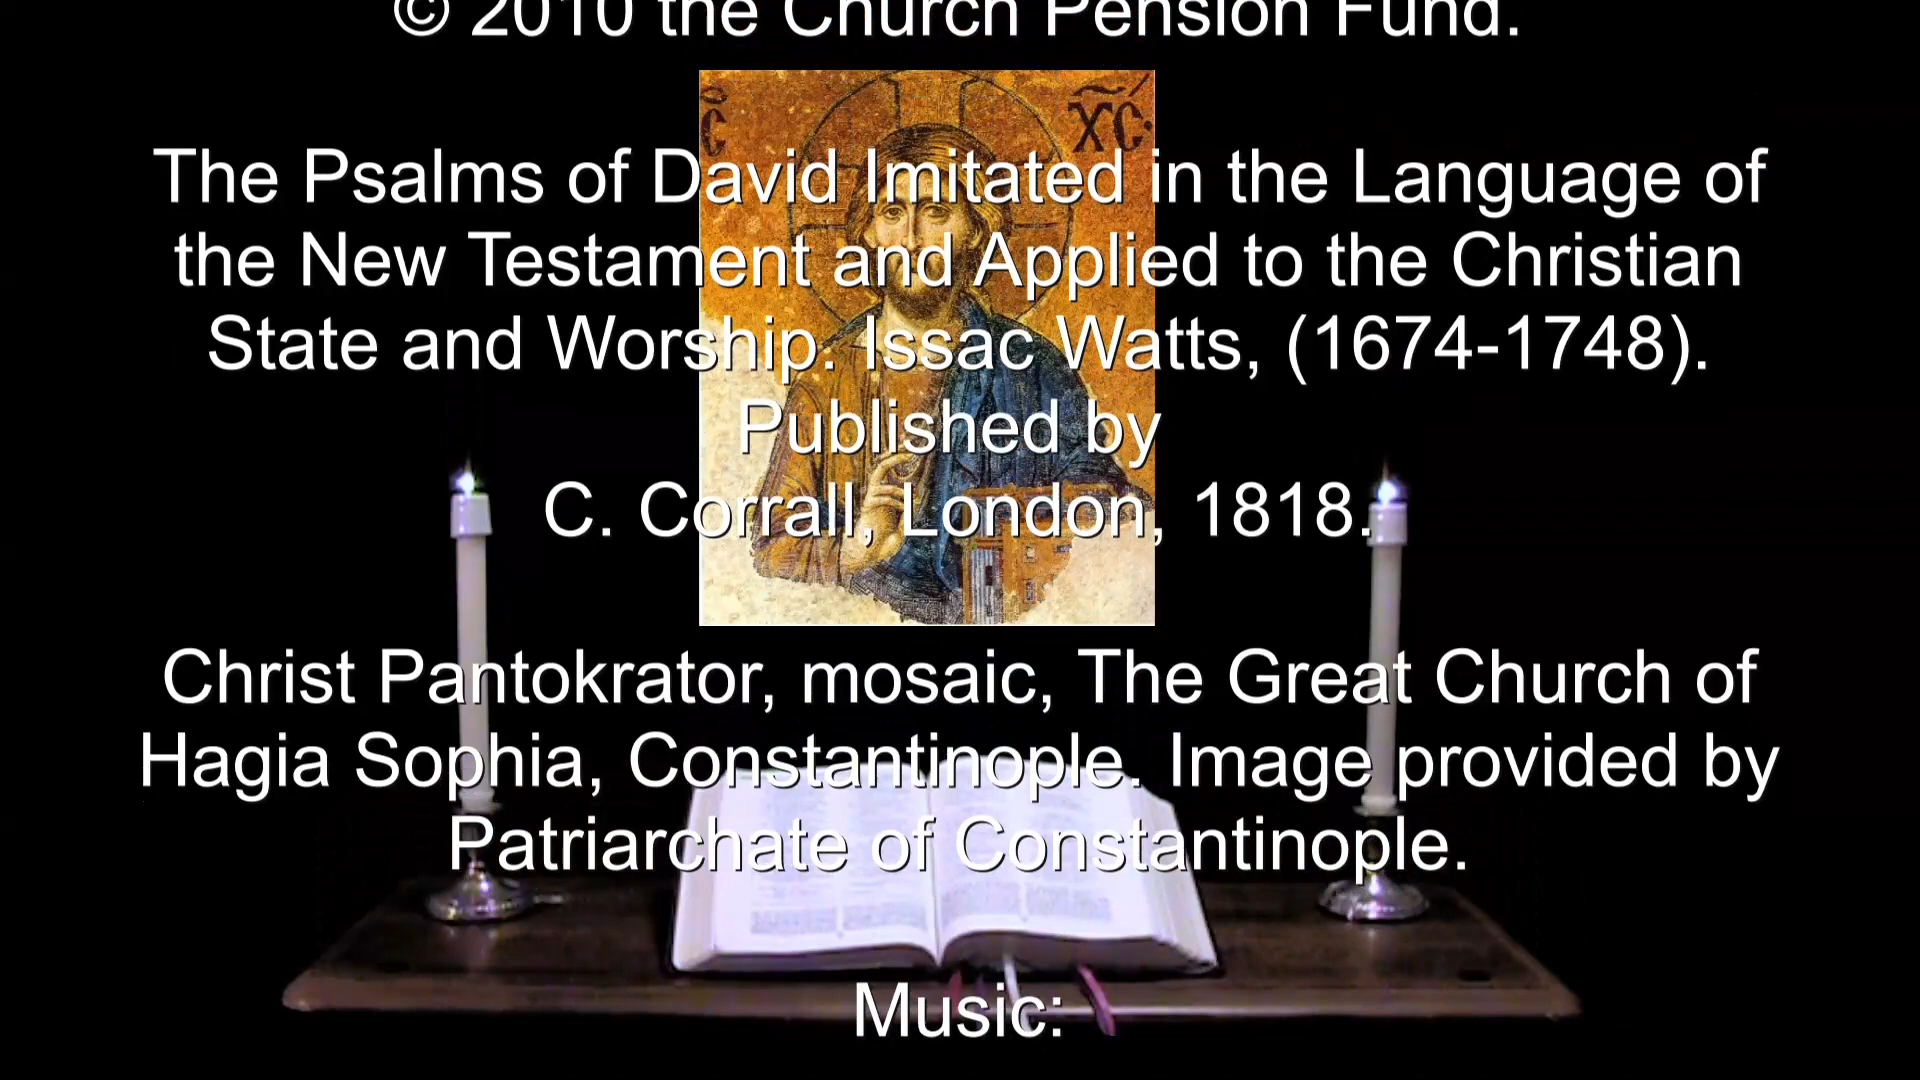 © 2010 the Church Pension Fund.
ΧC
The Psalms of David Imitated in the Language of
the New Testament and Applied to the Christian
State and Worship. Issac Watts, (1674-1748).
Published by
C. Corrall, London, 1818.
Christ Pantokrator, mosaic, The Great Church of
Hagia Sophia, Constantinople. Image provided by
Patriarchate of Constantinople.
Music: